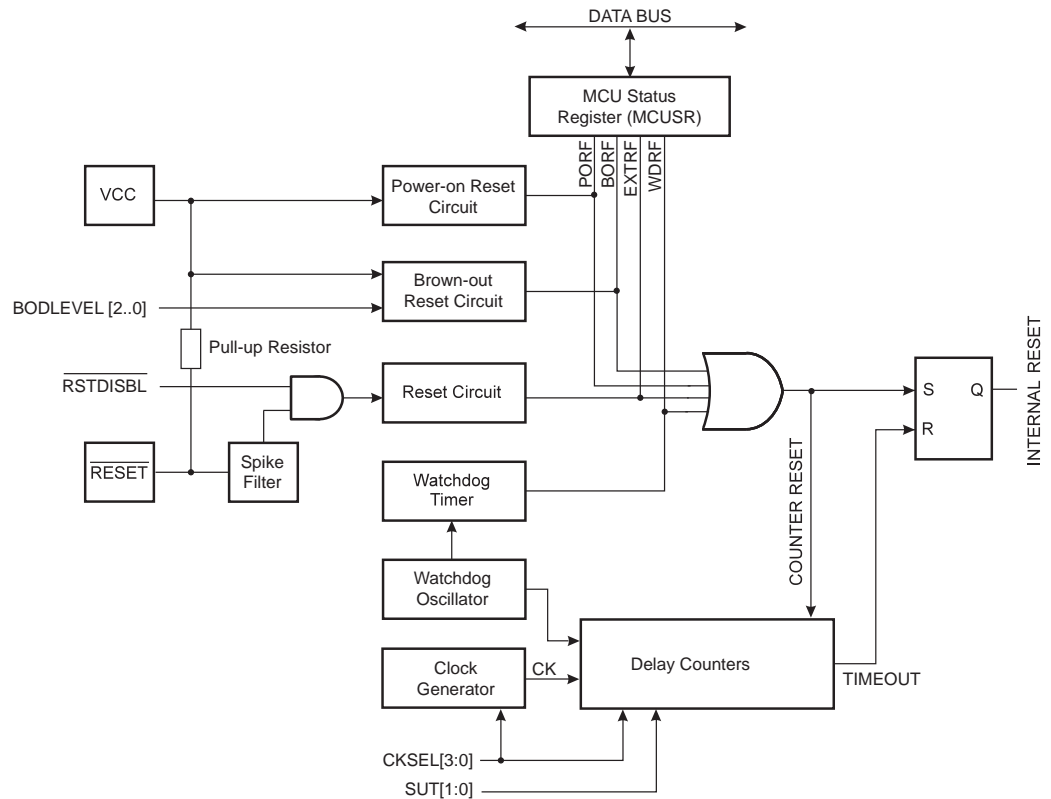 DATA BUS
MCU Status
Register (MCUSR)
PORF
BORF
EXTRF
WDRF
VCC
Power-on Reset
Circuit
Brown-out
Reset Circuit
BODLEVEL [2..0]
Pull-up Resistor
RSTDISBL
Reset Circuit
S
Q
R
INTERNAL RESET
RESET
Spike
Filter
Watchdog
Timer
COUNTER RESET
Watchdog
Oscillator
Clock
Generator
CK
Delay Counters
TIMEOUT
CKSEL[3:0]
SUT[1:0]